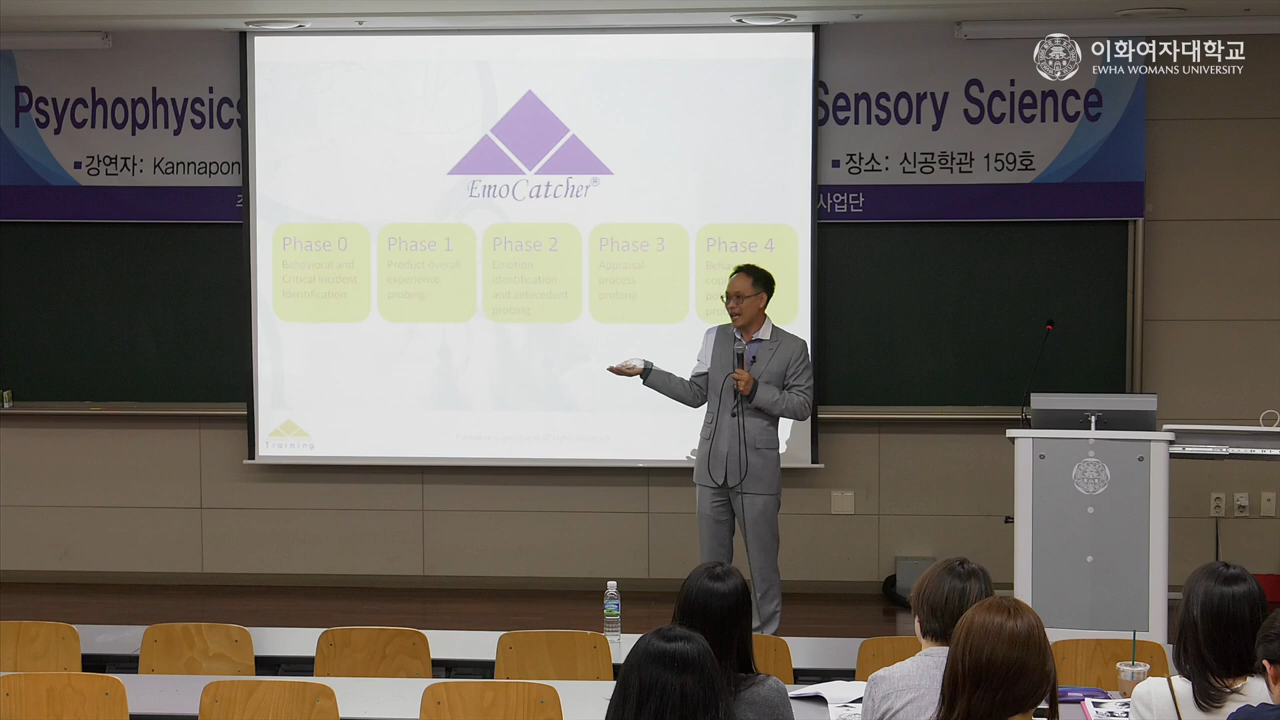 이화여자대학교
EWHA WOMANS UNIVERSITY
Psychophysics
Sensory Science
▪강연자: Kannapon
▪장소: 신공학관 159호
사업단
EmoCatcher®
Phase 0
Behavioral and
Critical Incident
Identification
Phase 1
Product overall
experience
probing
Phase 2
Emotion
identification
and antecedent
probing
Phase 3
Appraisal
process
probing
Phase 4
Training